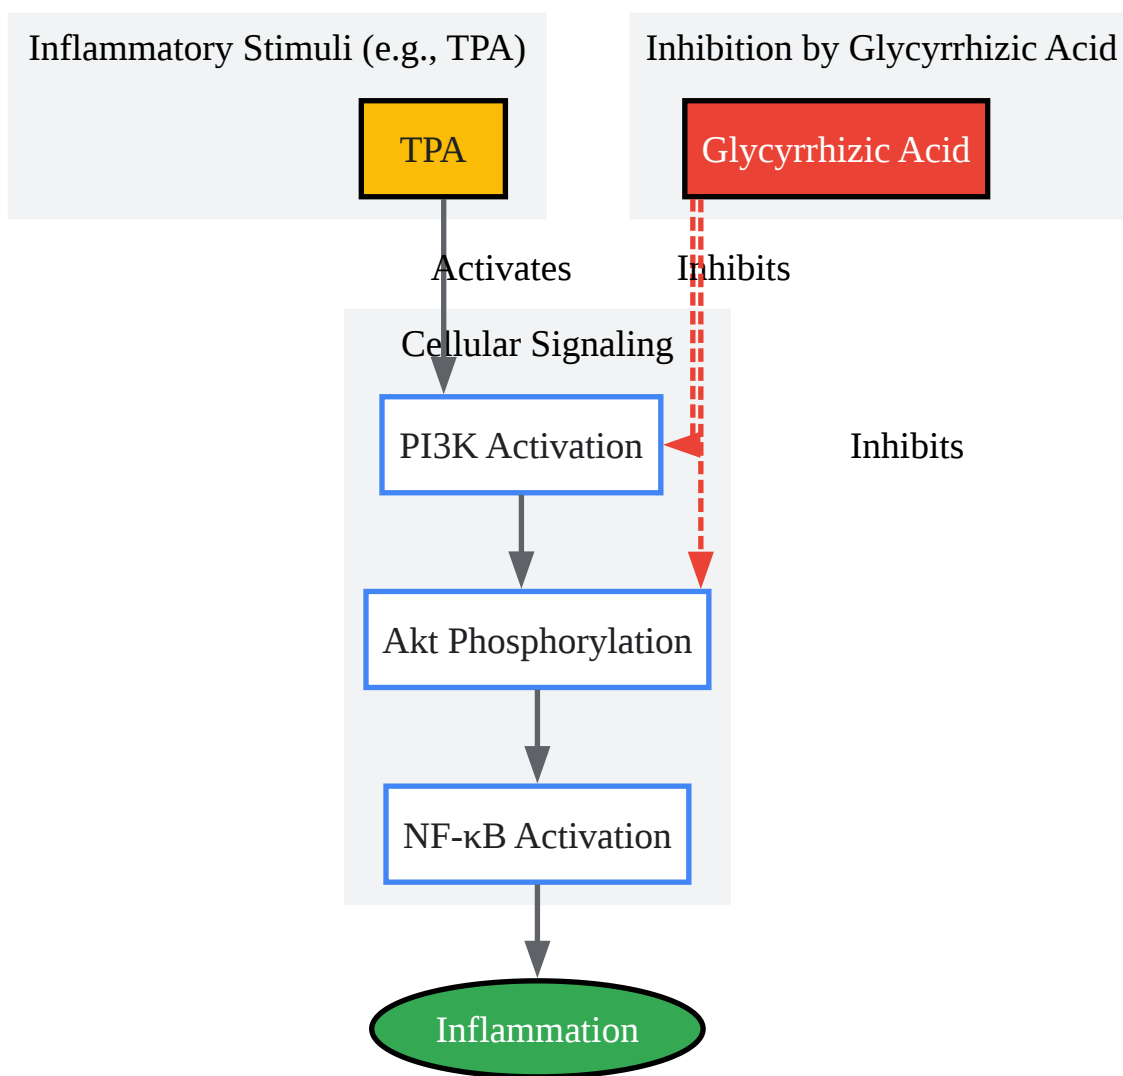 Inflammatory Stimuli (e.g., TPA)
Inhibition by Glycyrrhizic Acid
TPA
Glycyrrhizic Acid
Activates
Inhibits
Cellular Signaling
PI3K Activation
Inhibits
Akt Phosphorylation
NF-κB Activation
Inflammation